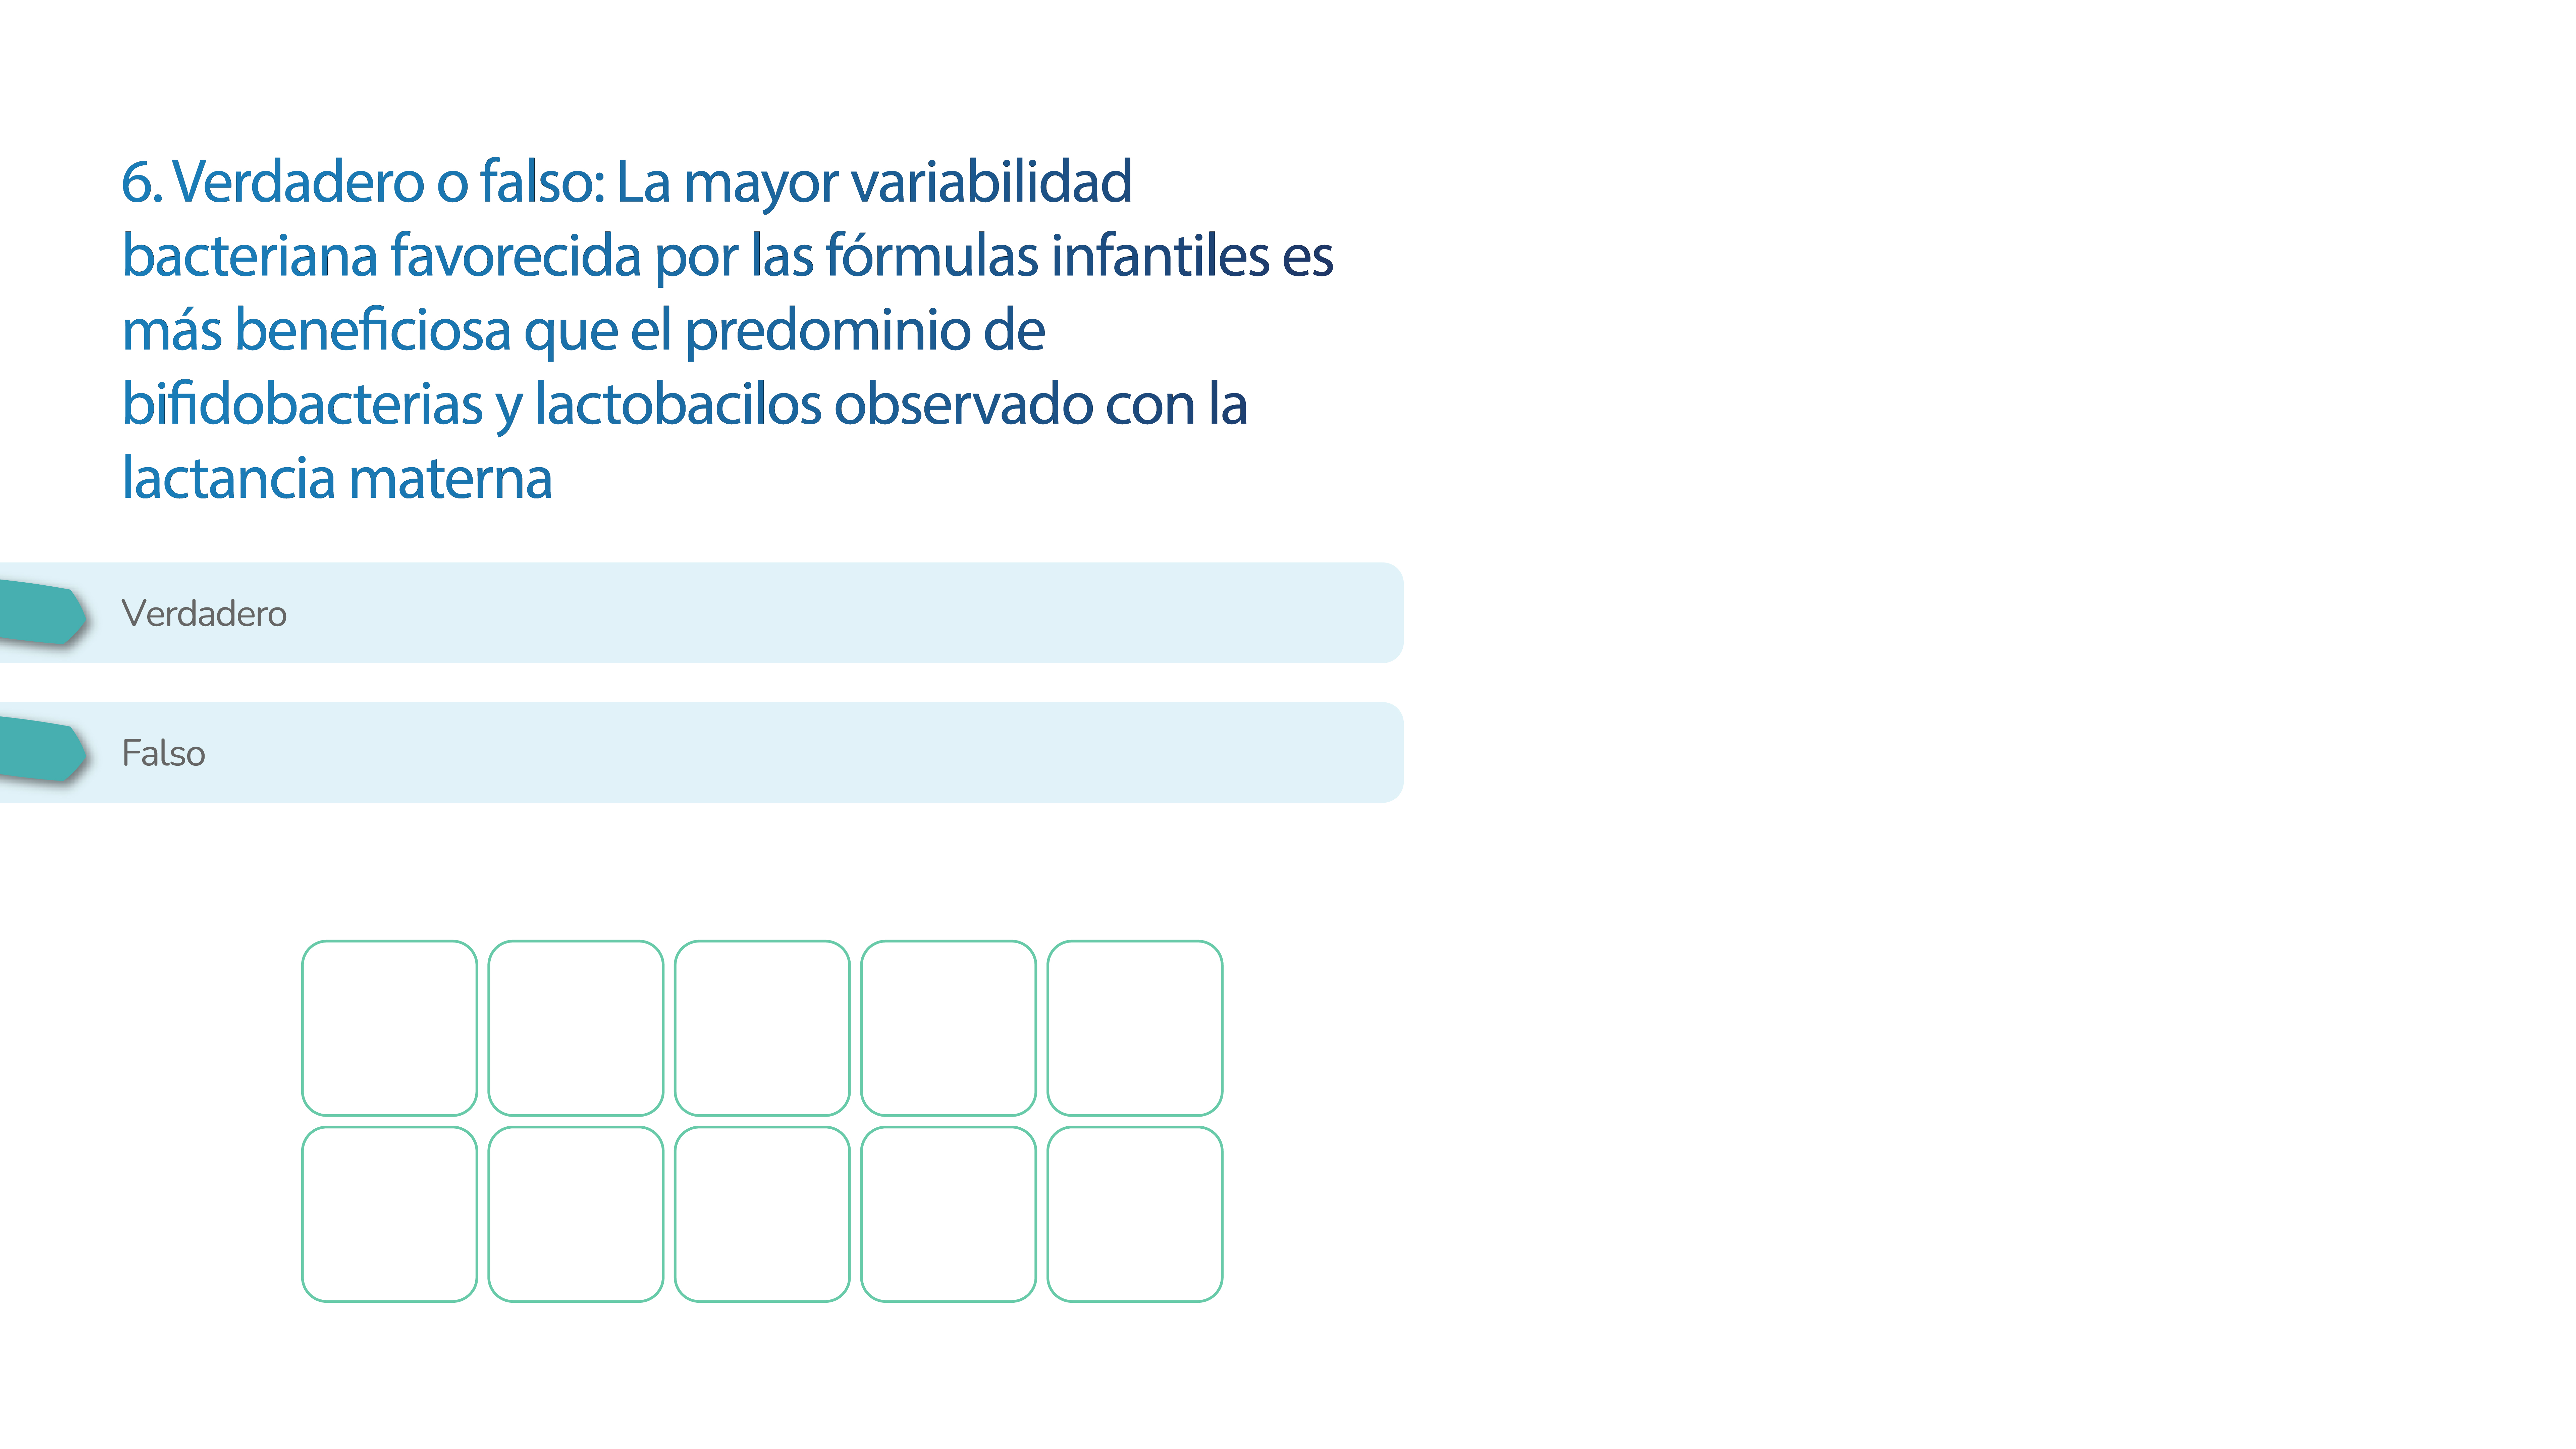 6. Verdadero o falso: La mayor variabilidad
bacteriana favorecida por las fórmulas infantiles es
más beneficiosa que el predominio de
bifidobacterias y lactobacilos observado con la
lactancia materna
Verdadero
Falso